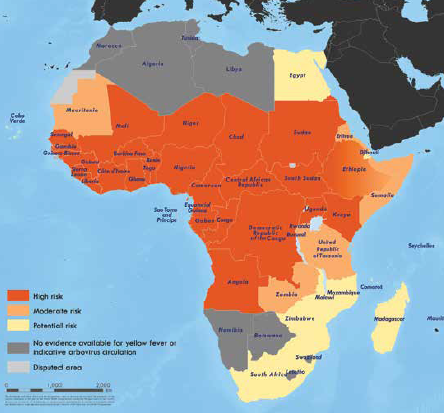 Tunisia
Morocco
Algeria
Libya
Egypt
Cabo
Verde
Mauritania
Mali
Niger
Chad
Sudan
Eritrea
Senegal
Gambia
Guinea-Bissau
Guinea
Burkina Faso
Benin
Djibouti
Sierra
Leone
Côte d'Ivoire
Togo
Nigeria
Ethiopia
Liberia
Ghana
Cameroon
Central African
Republic
South Sudan
Somalia
Sao Tome
and
Principe
Equatorial
Guinea
Gabon
Congo
Uganda
Kenya
Democratic
Republic
of the Congo
Rwanda
Burundi
United
Republic
of Tanzania
Seychelles
Angola
Zambia
Malawi
Mozambique
Comoros
Zimbabwe
Madagascar
Namibia
Botswana
Swaziland
South Africa
Lesotho
High risk
Moderate risk
Potential risk
No evidence available for yellow fever or
indicative arbovirus circulation
Disputed area
0
1,000
2,000